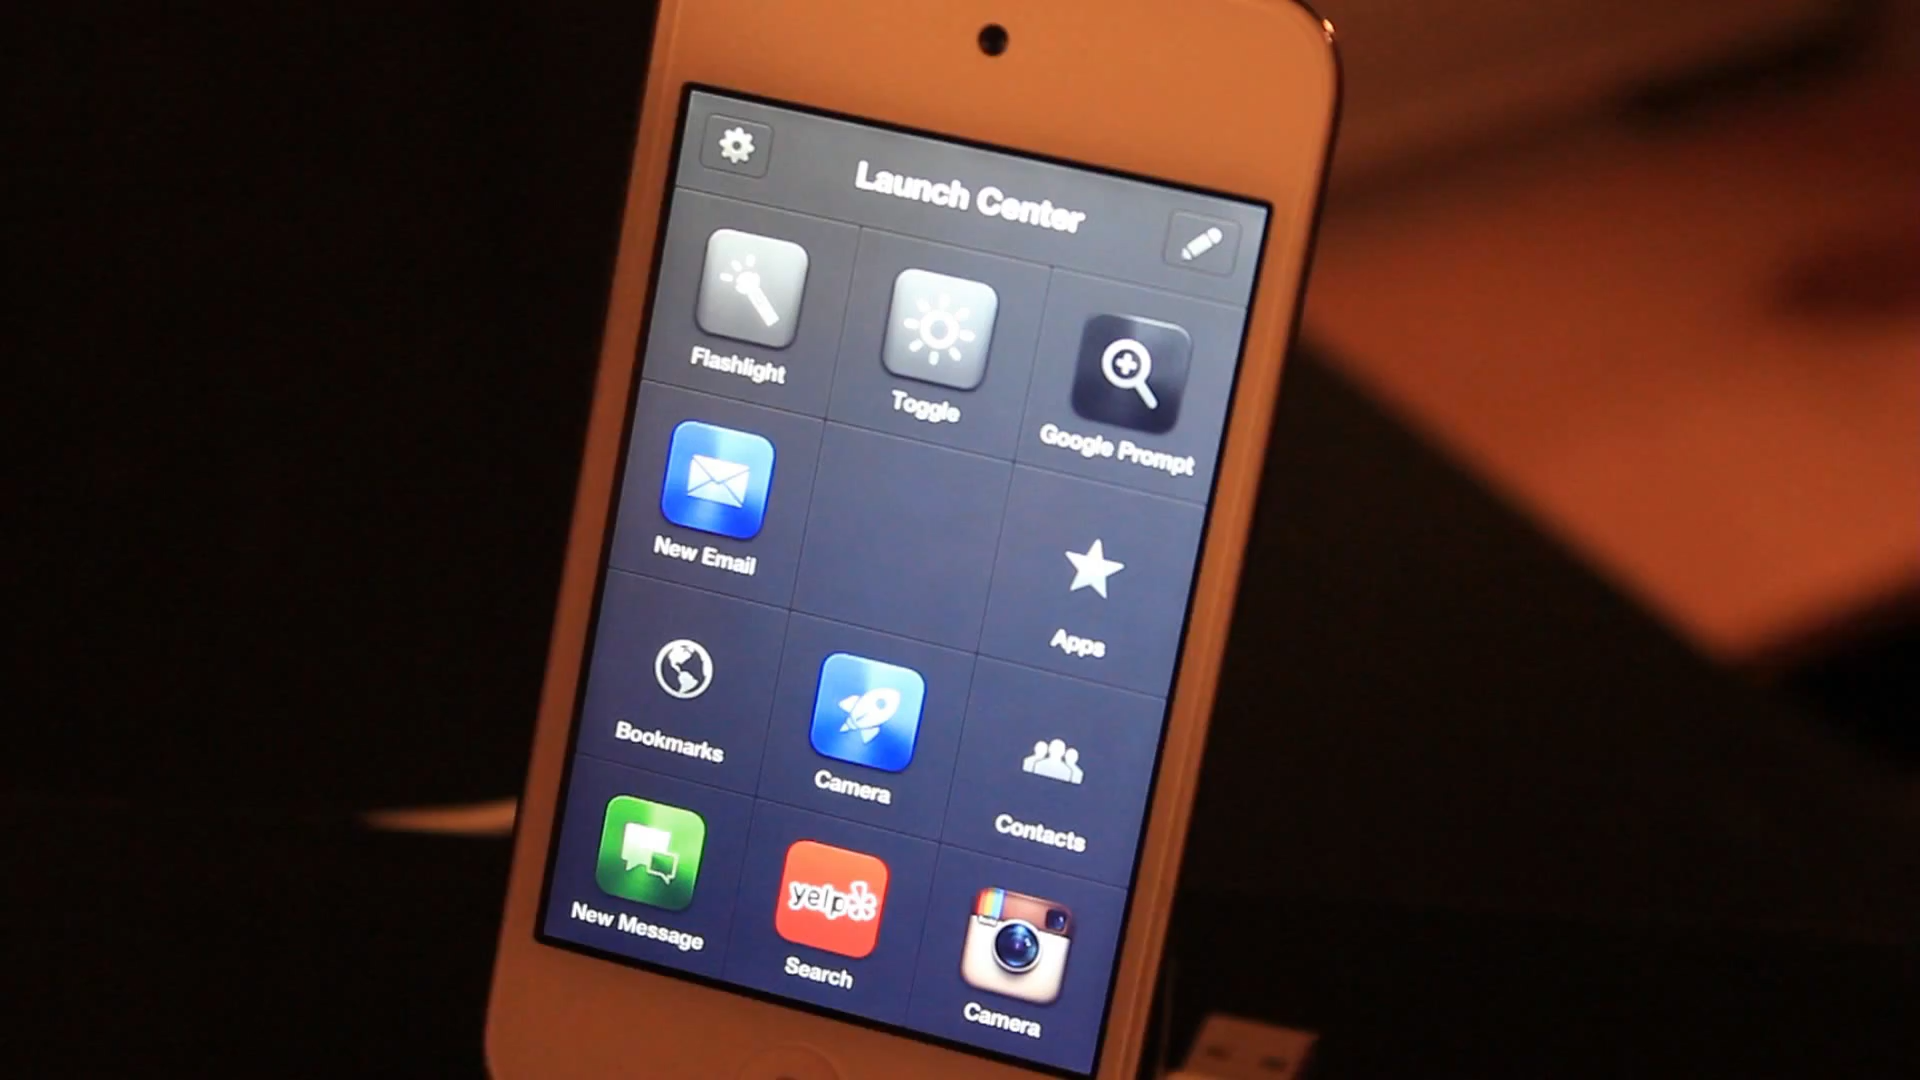 Launch Center
Flashlight
Toggle
Google Prompt
New Email
Apps
Bookmarks
Camera
Contacts
New Message
yelp
Search
Camera